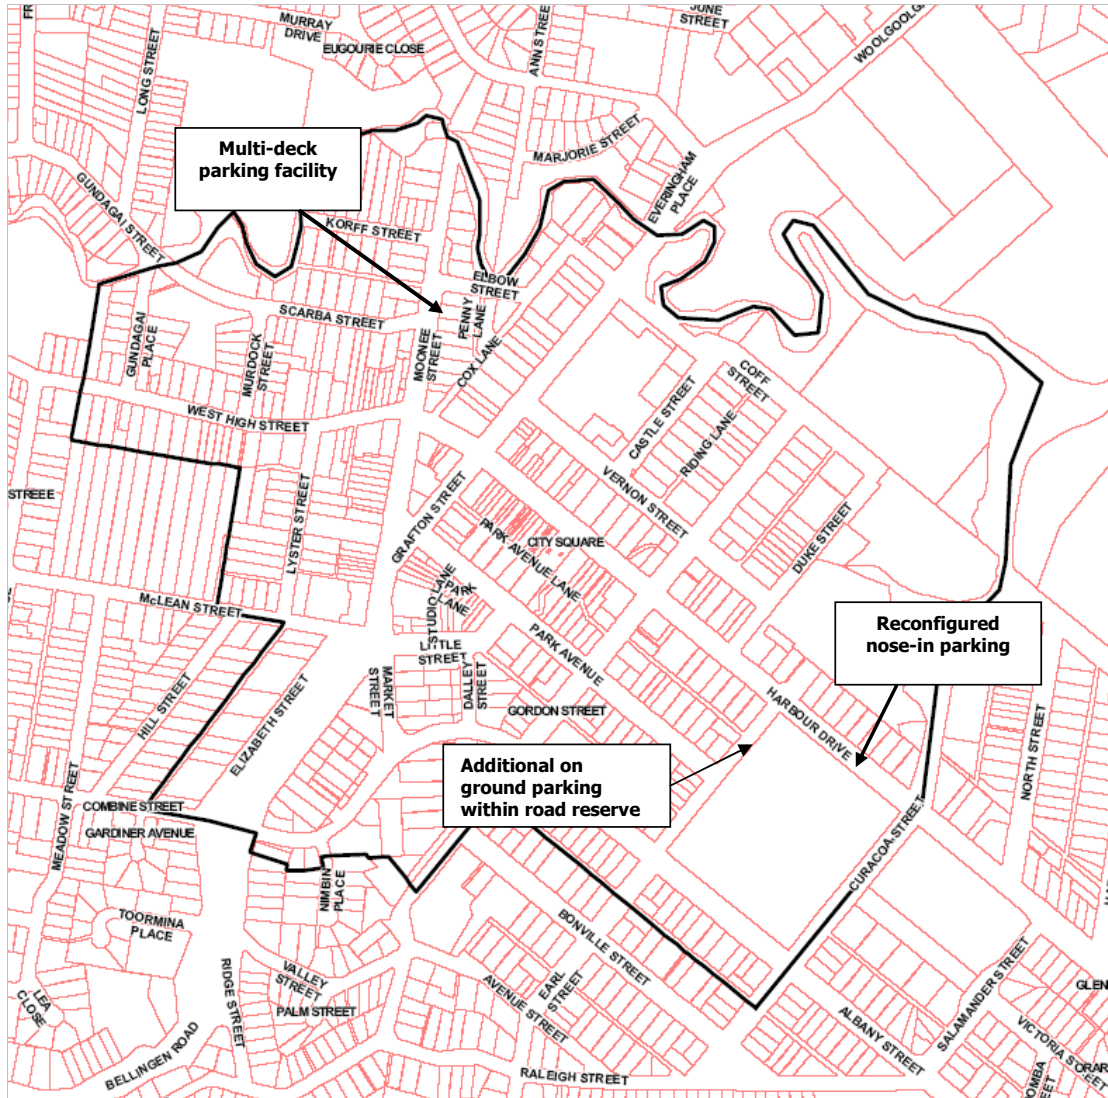 FR
MURRAY
DRIVE
EUGOURIE CLOSE
JUNE
STREET
ANN STREET
WOOLGOOLGA
LONG STREET
Multi-deck
parking facility
MARJORIE STREET
EVERINGHAM
PLACE
GUNDAGAI STREET
KORFF STREET
ELBOW
STREET
SCARBA STREET
PENNY
LANE
MOONEE
STREET
COX LANE
GUNDAGAI
PLACE
MURDOCK
STREET
WEST HIGH STREET
COFF
STREET
CASTLE STREET
RIDING LANE
VERNON STREET
STREEE
LYSTER STREET
GRAFTON STREET
PARK AVENUE LANE
CITY SQUARE
DUKE STREET
McLEAN STREET
STUDIO LANE
PARK
LANE
LITTLE
STREET
PARK AVENUE
Reconfigured
nose-in parking
MARKET
STREET
DALLEY
STREET
GORDON STREET
HARBOUR DRIVE
HILL STREET
ELIZABETH STREET
NORTH STREET
Additional on
ground parking
within road reserve
COMBINE STREET
GARDINER AVENUE
MEADOW STREET
CURACOA STREET
NIMBIN
PLACE
TOORMINA
PLACE
BONVILLE STREET
EARL
STREET
AVENUE STREET
VALLEY
STREET
PALM STREET
RIDGE STREET
LEA
CLOSE
BELLINGEN ROAD
RALEIGH STREET
ALBANY STREET
SALAMANDER STREET
GLEN
VICTORIA STREET
ORAR
OMBA
EET